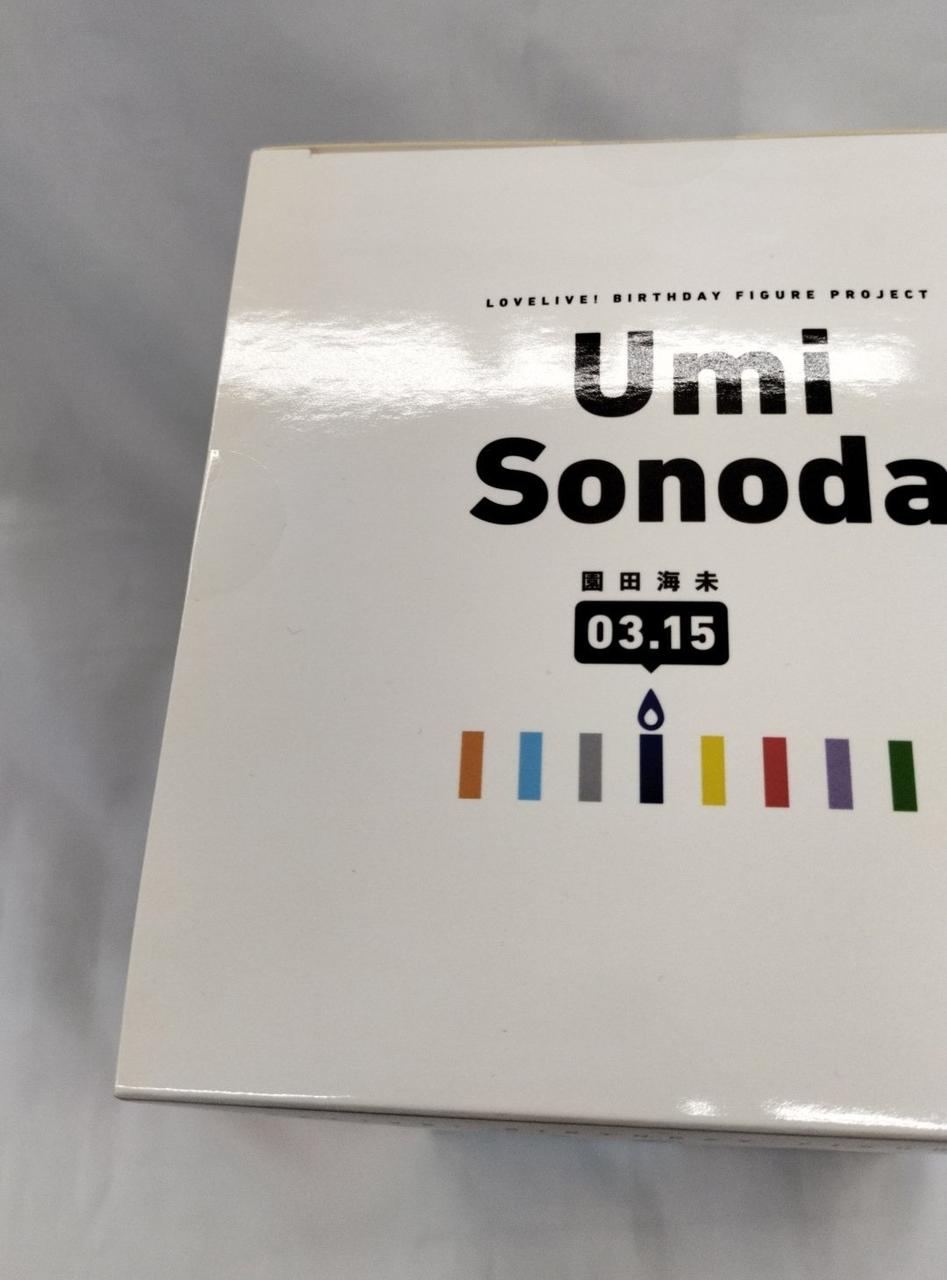 LOVELIVE! BIRTHDAY FIGURE PROJECT
Umi
Sonoda
園田海未
03.15